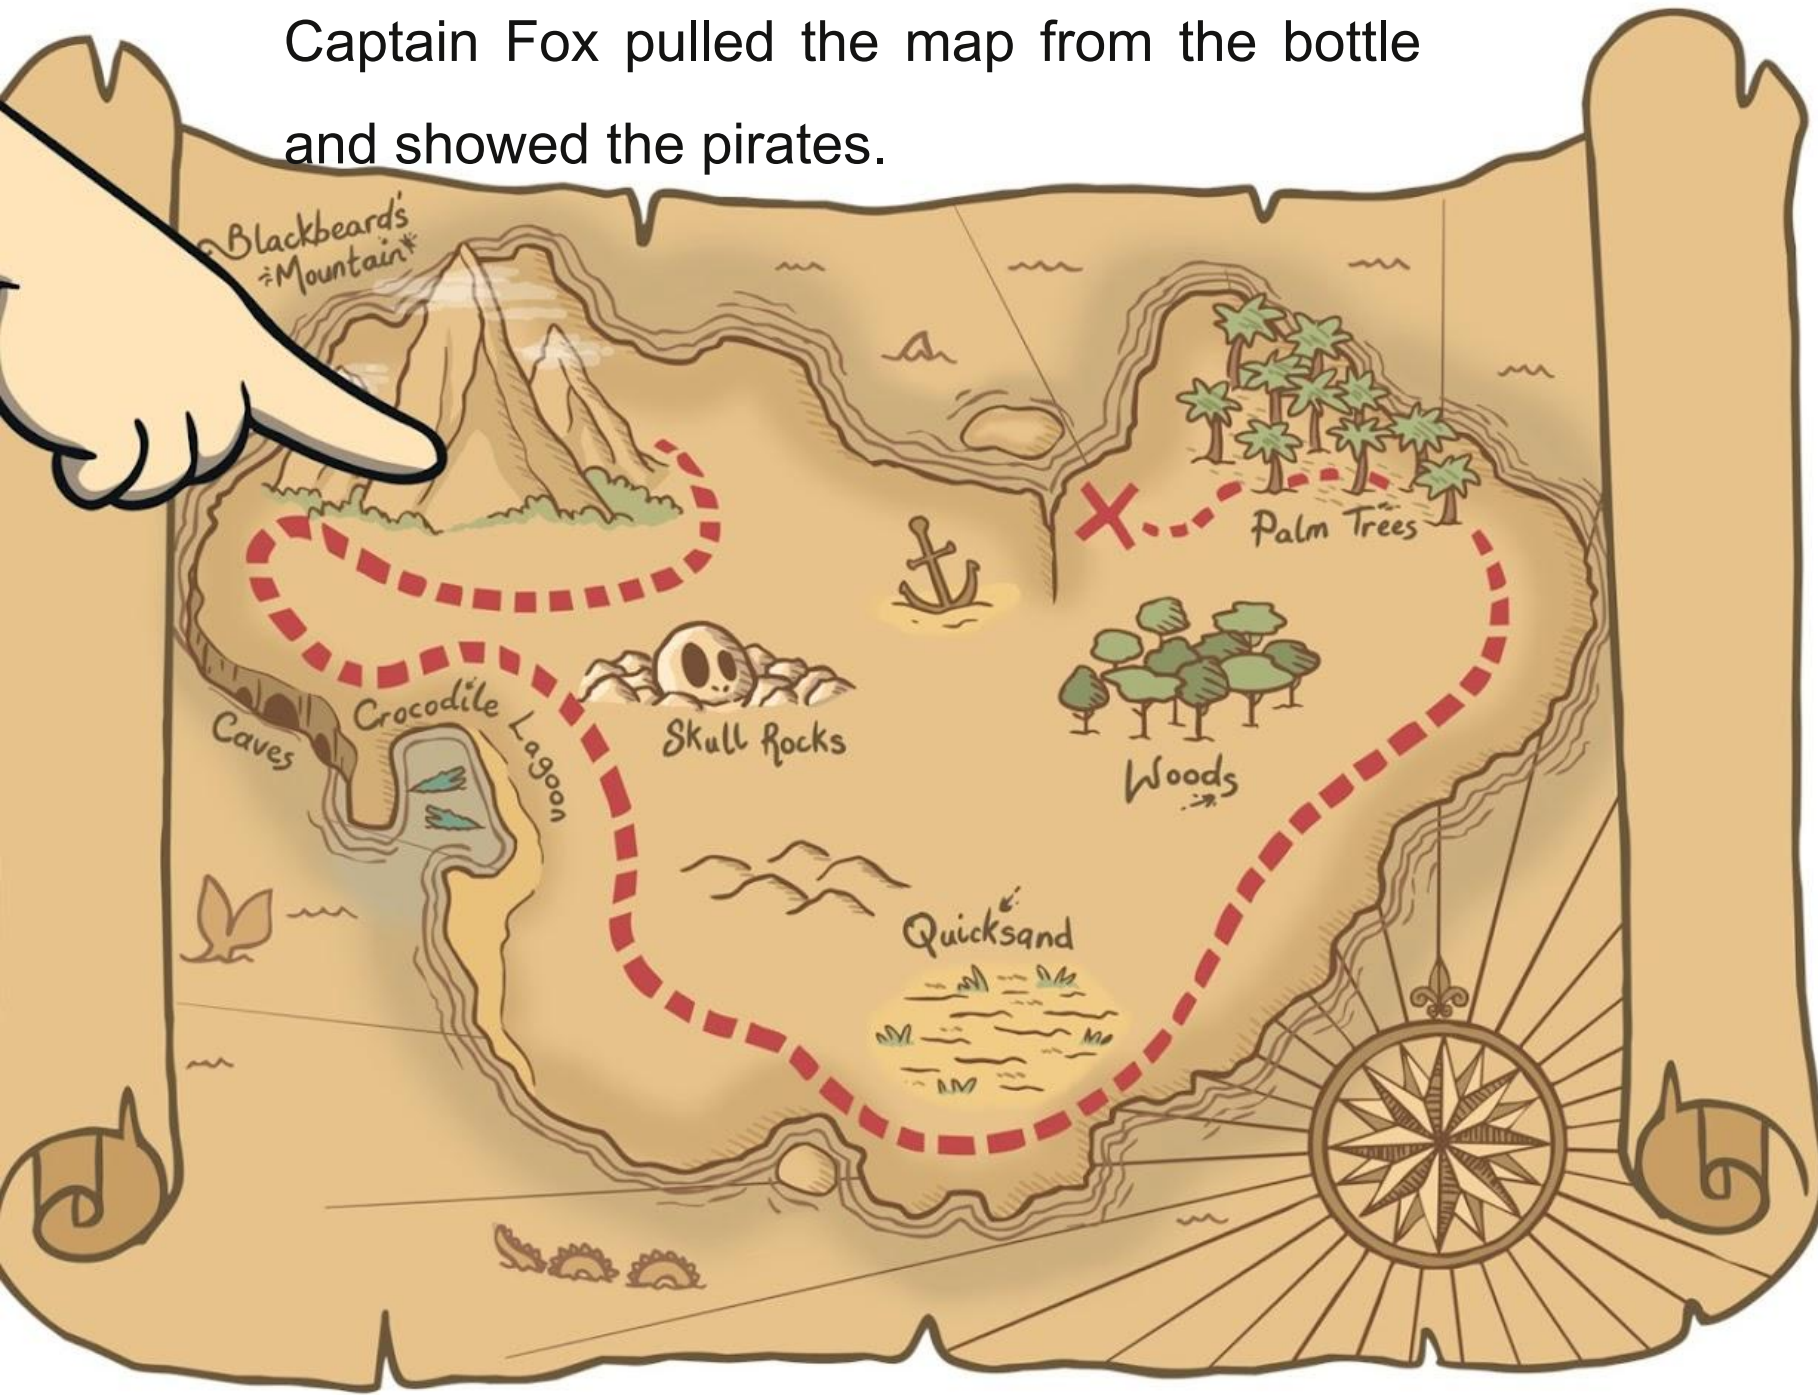 Captain Fox pulled the map from the bottle
and showed the pirates.
Blackbeard's
Mountain
Palm Trees
Skull Rocks
Crocodile Lagoon
Caves
Woods
Quicksand